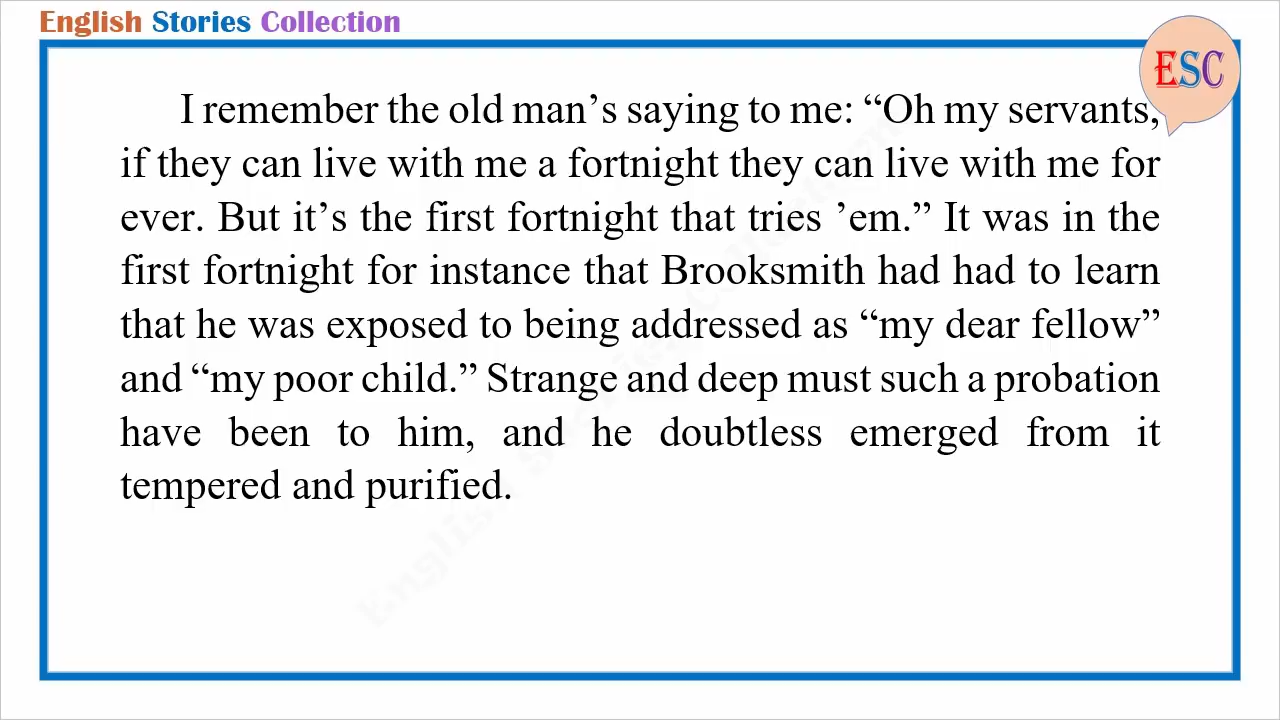 English Stories Collection
ESC
I remember the old man’s saying to me: “Oh my servants,
if they can live with me a fortnight they can live with me for
ever. But it’s the first fortnight that tries ’em.” It was in the
first fortnight for instance that Brooksmith had had to learn
that he was exposed to being addressed as “my dear fellow”
and “my poor child.” Strange and deep must such a probation
have been to him, and he doubtless emerged from it
tempered and purified.
English Stories Collection